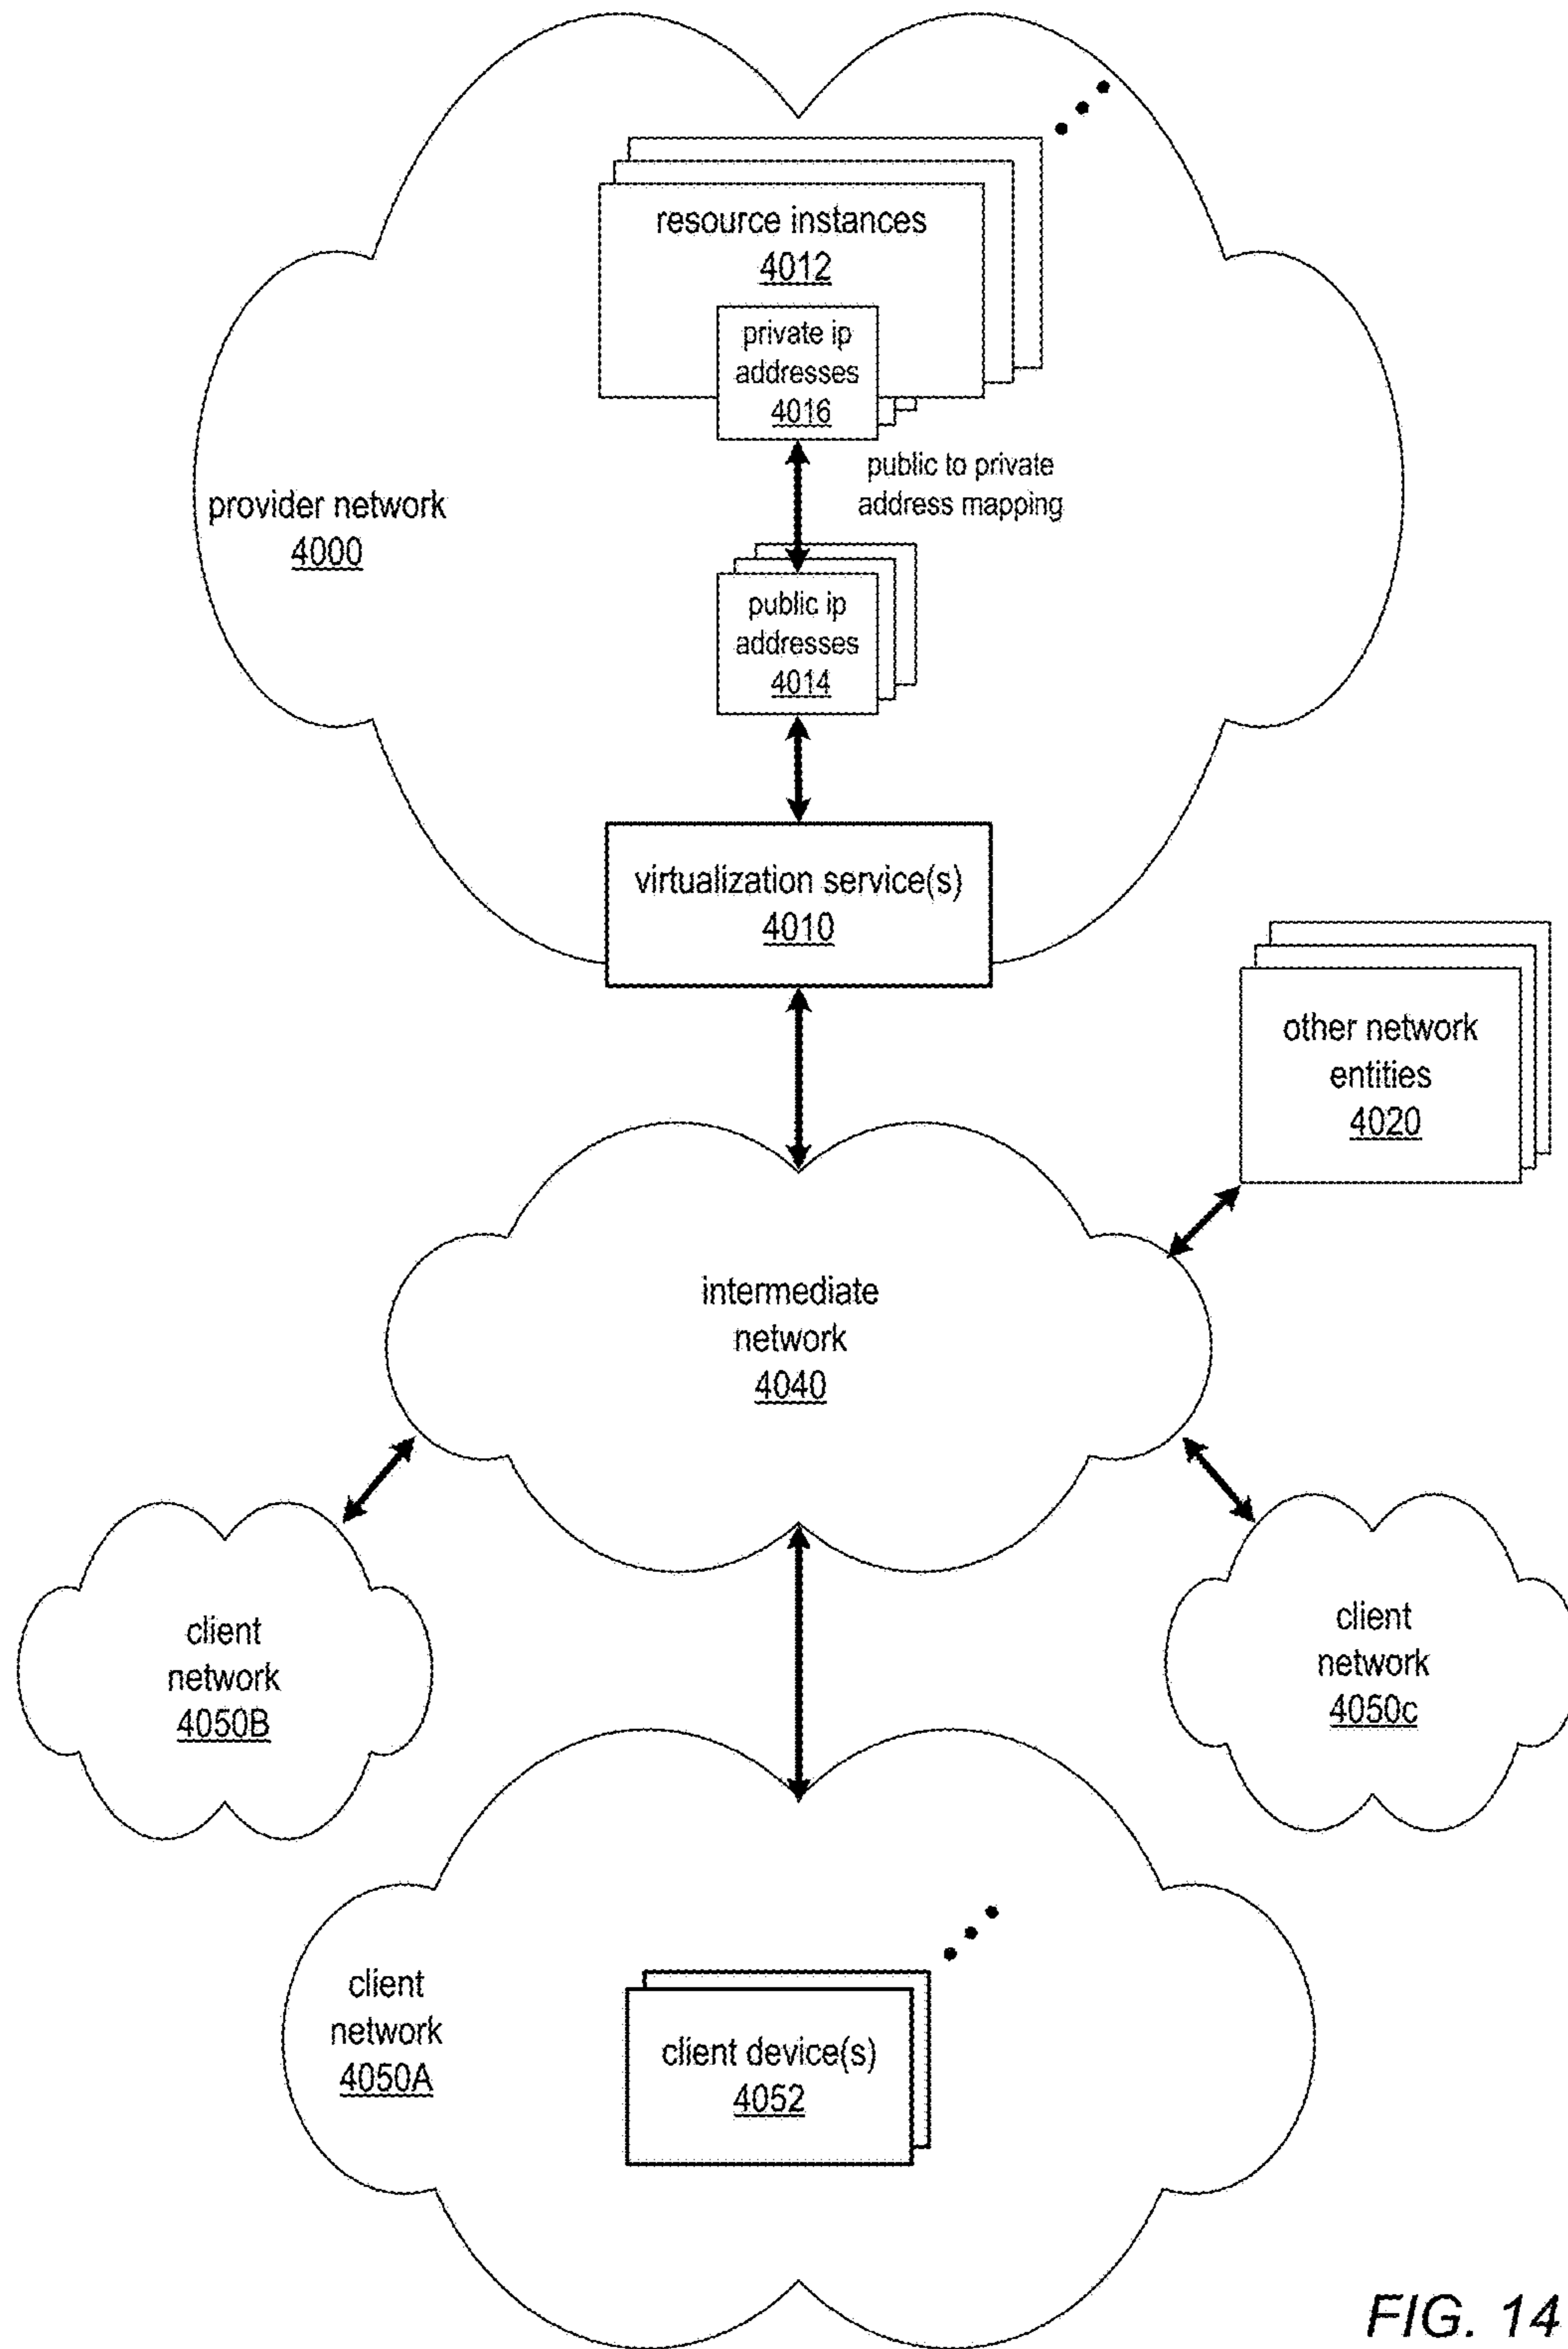 resource instances
4012
private ip
addresses
4016
public to private
address mapping
provider network
4000
public ip
addresses
4014
virtualization service(s)
4010
other network
entities
4020
intermediate
network
4040
client
network
4050B
client
network
4050c
client
network
4050A
client device(s)
4052
FIG. 14